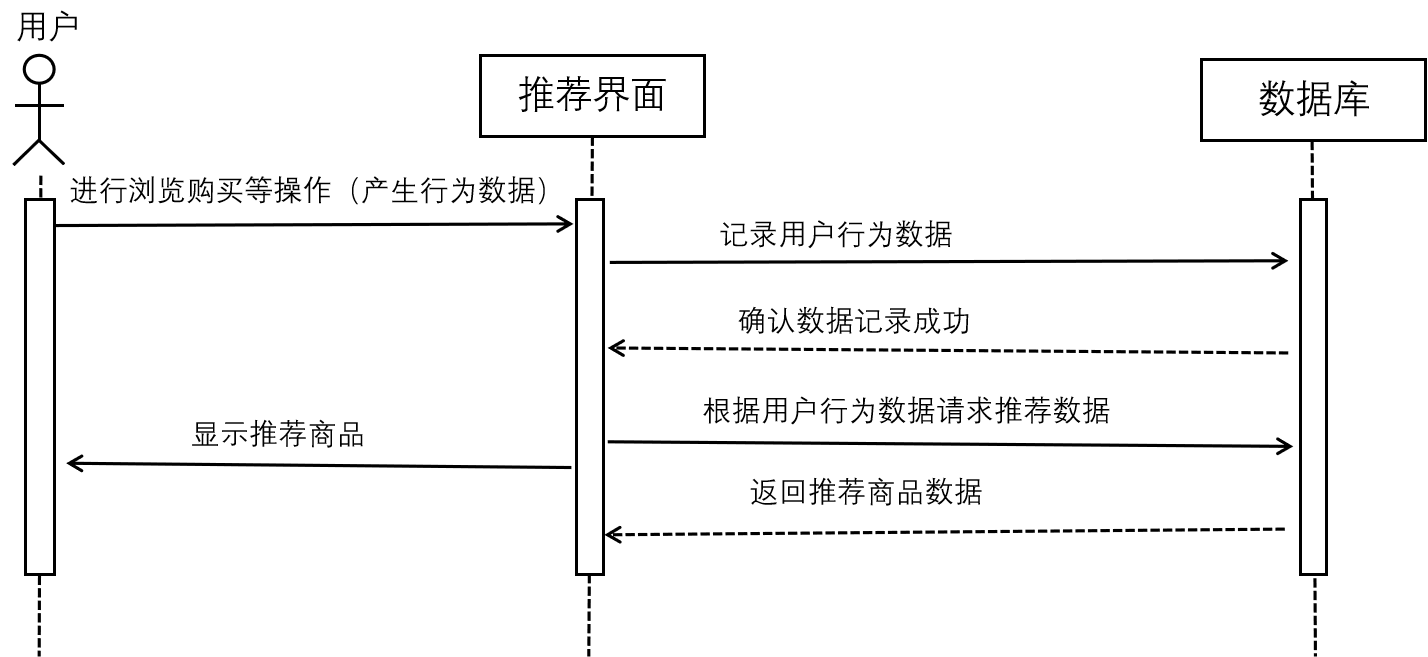 用户
推荐界面
数据库
进行浏览购买等操作（产生行为数据）
记录用户行为数据
确认数据记录成功
根据用户行为数据请求推荐数据
显示推荐商品
返回推荐商品数据